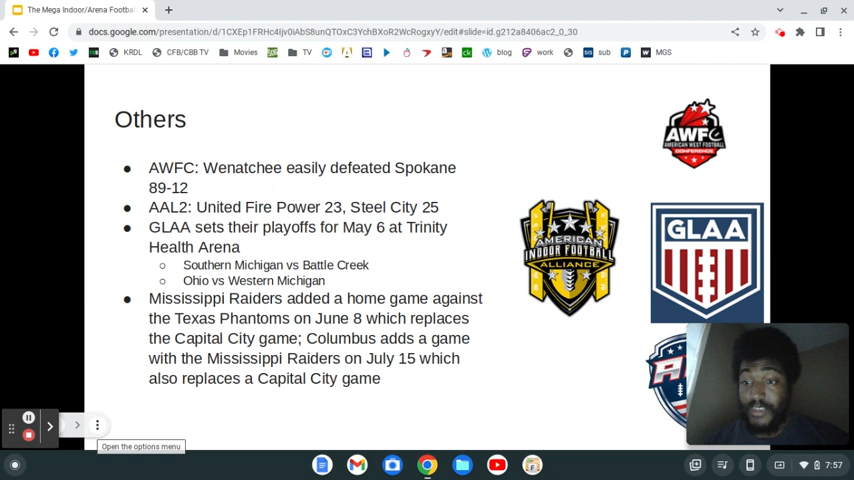 The Mega Indoor/Arena Footba
docs.google.com/presentation/d/1CXEp1FRHc4Ijv0iAbS8unQTOxC3YchBXoR2WcRogxyY/edit#slide=id.g212a8406ac2_0_30
KRDL
CFB/CBB TV
Movies
TV
blog
work
sub
MGS
Others
AWFC
AMERICAN WEST FOOTBALL
CONFERENCE
● AWFC: Wenatchee easily defeated Spokane
89-12
● AAL2: United Fire Power 23, Steel City 25
● GLAA sets their playoffs for May 6 at Trinity
Health Arena
○ Southern Michigan vs Battle Creek
○ Ohio vs Western Michigan
● Mississippi Raiders added a home game against
the Texas Phantoms on June 8 which replaces
the Capital City game; Columbus adds a game
with the Mississippi Raiders on July 15 which
also replaces a Capital City game
AMERICAN
INDOOR FOOTBALL
ALLIANCE
GLAA
Open the options menu
7:57